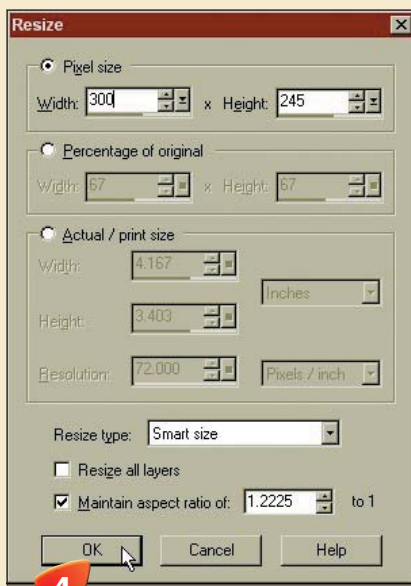 Resize
Pixel size
Width: 300 x Height: 245
Percentage of original
Width: 67 x Height: 67
Actual / print size
Width: 4.167
Inches
Height: 3.403
Resolution: 72.000 Pixels / inch
Resize type: Smart size
Resize all layers
Maintain aspect ratio of: 1.2225 to 1
OK Cancel Help
4